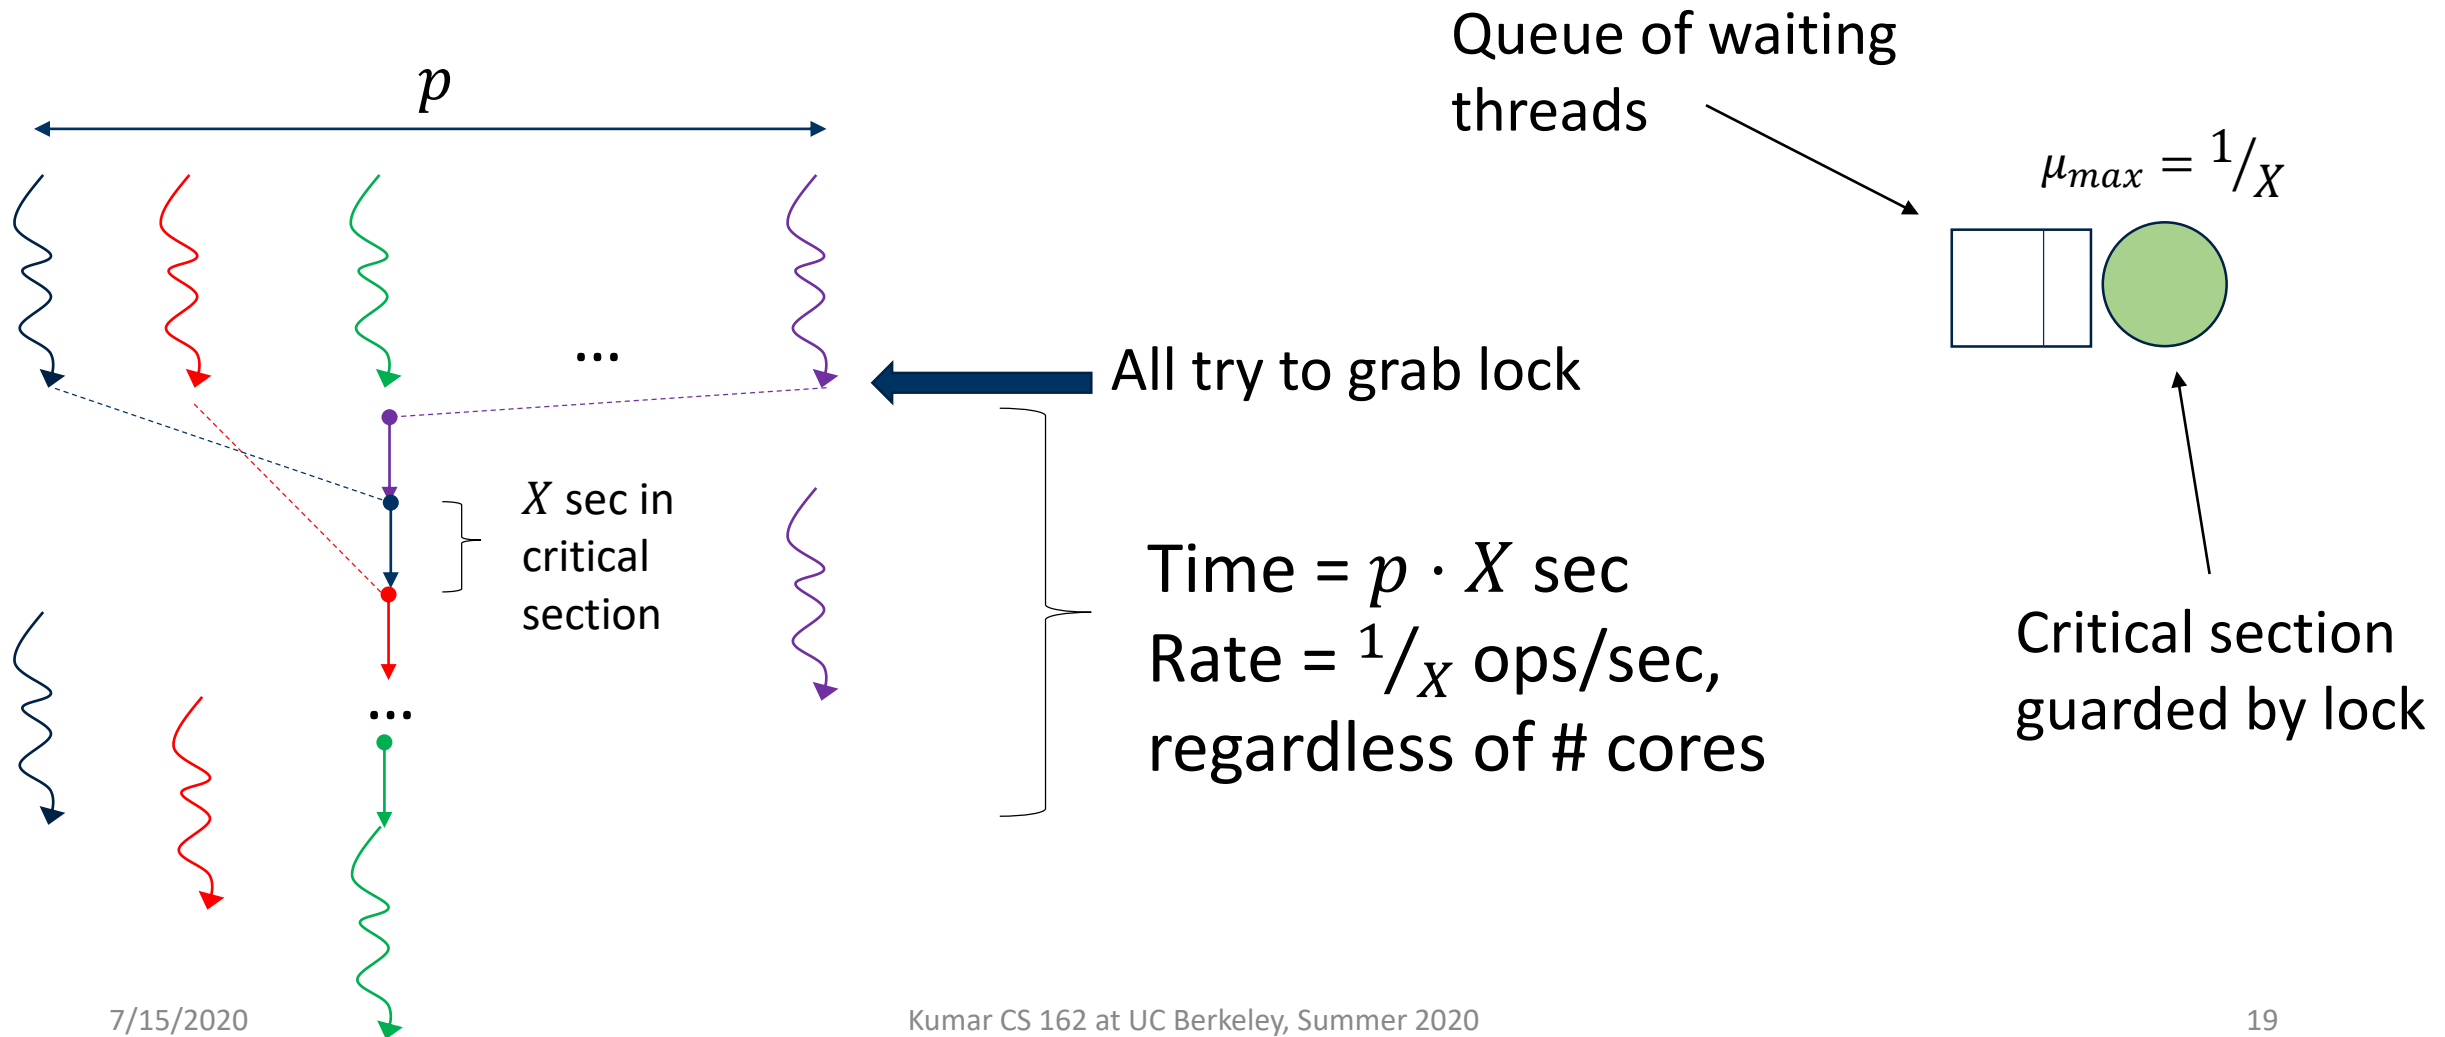 p
Queue of waiting
threads
μmax = 1/X
...
All try to grab lock
X sec in
critical
section
Time = p · X sec
Rate = 1/X ops/sec,
regardless of # cores
Critical section
guarded by lock
...
7/15/2020
Kumar CS 162 at UC Berkeley, Summer 2020
19